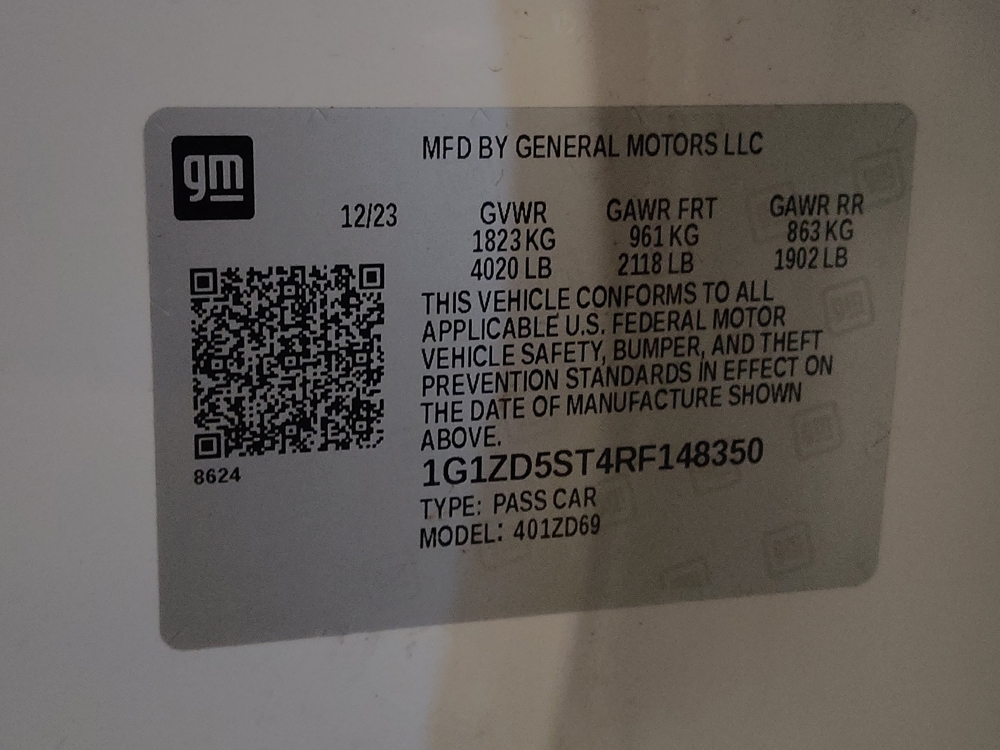 gm
MFD BY GENERAL MOTORS LLC
12/23
GVWR GAWR FRT GAWR RR
1823 KG 961 KG 863 KG
4020 LB 2118 LB 1902 LB
THIS VEHICLE CONFORMS TO ALL
APPLICABLE U.S. FEDERAL MOTOR
VEHICLE SAFETY, BUMPER, AND THEFT
PREVENTION STANDARDS IN EFFECT ON
THE DATE OF MANUFACTURE SHOWN
ABOVE.
8624
1G1ZD5ST4RF148350
TYPE: PASS CAR
MODEL: 401ZD69